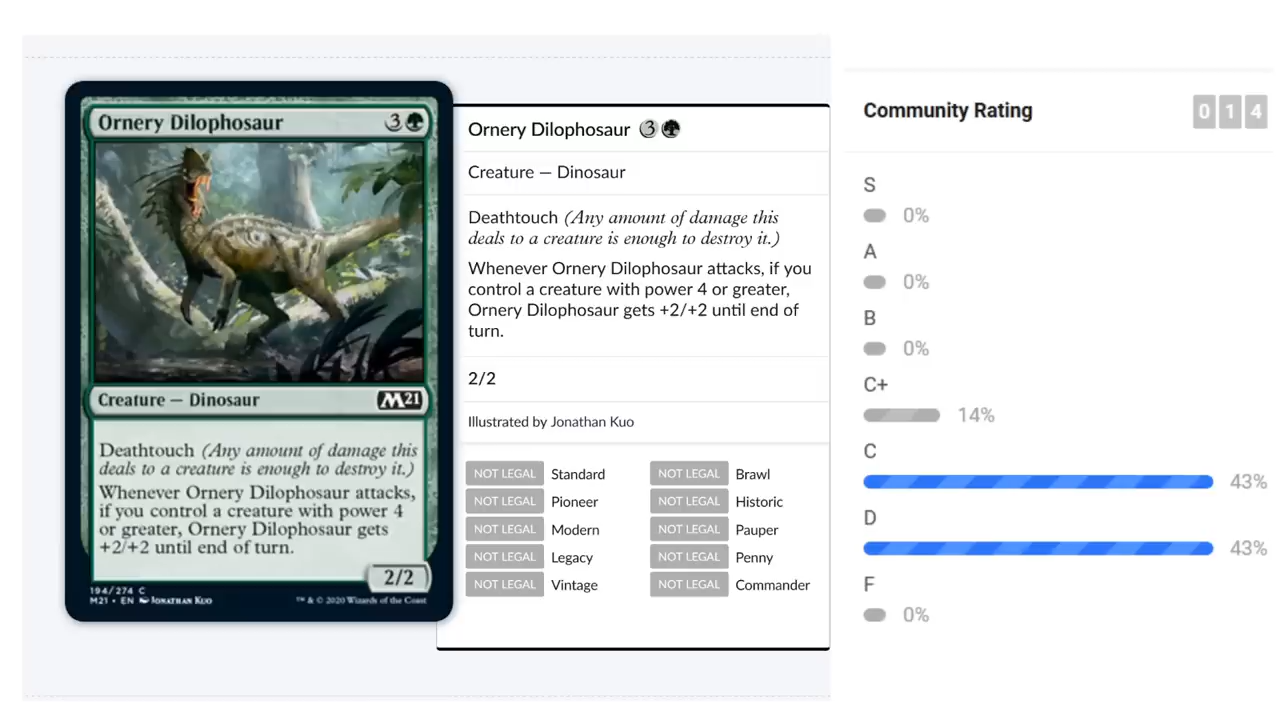 Ornery Dilophosaur 3
Creature — Dinosaur
M21
Deathtouch (Any amount of damage this
deals to a creature is enough to destroy it.)
Whenever Ornery Dilophosaur attacks,
if you control a creature with power 4
or greater, Ornery Dilophosaur gets
+2/+2 until end of turn.
2/2
194/274 C
M21 • EN Jonathan Kuo
™ & © 2020 Wizards of the Coast
Ornery Dilophosaur 3
Creature — Dinosaur
Deathtouch (Any amount of damage this
deals to a creature is enough to destroy it.)
Whenever Ornery Dilophosaur attacks, if you
control a creature with power 4 or greater,
Ornery Dilophosaur gets +2/+2 until end of
turn.
2/2
Illustrated by Jonathan Kuo
NOT LEGAL Standard NOT LEGAL Brawl
NOT LEGAL Pioneer NOT LEGAL Historic
NOT LEGAL Modern NOT LEGAL Pauper
NOT LEGAL Legacy NOT LEGAL Penny
NOT LEGAL Vintage NOT LEGAL Commander
Community Rating 0 1 4
S
0%
A
0%
B
0%
C+
14%
C
43%
D
43%
F
0%